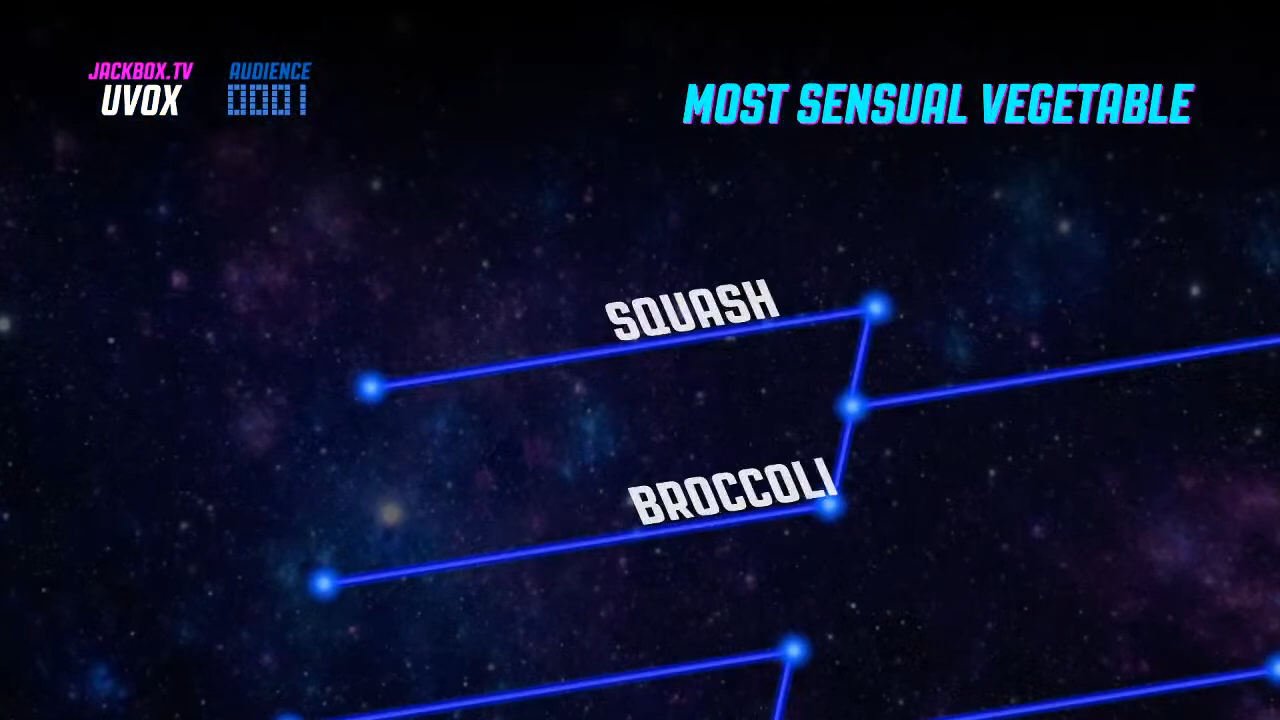 JACKBOX.TV
UVOX
AUDIENCE
0001
MOST SENSUAL VEGETABLE
SQUASH
BROCCOLI